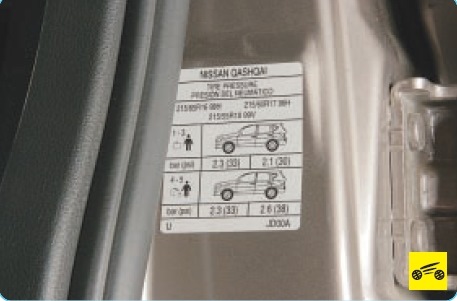 NISSAN QASHQAI
TYRE PRESSURE
PRESION DEL NEUMATICO
215/65R16 98H 215/60R17 96H
215/55R18 99V
1 - 3
bar (psi) 2.3 (33) 2.1 (30)
4 - 5
bar (psi) 2.3 (33) 2.6 (38)
U JD00A